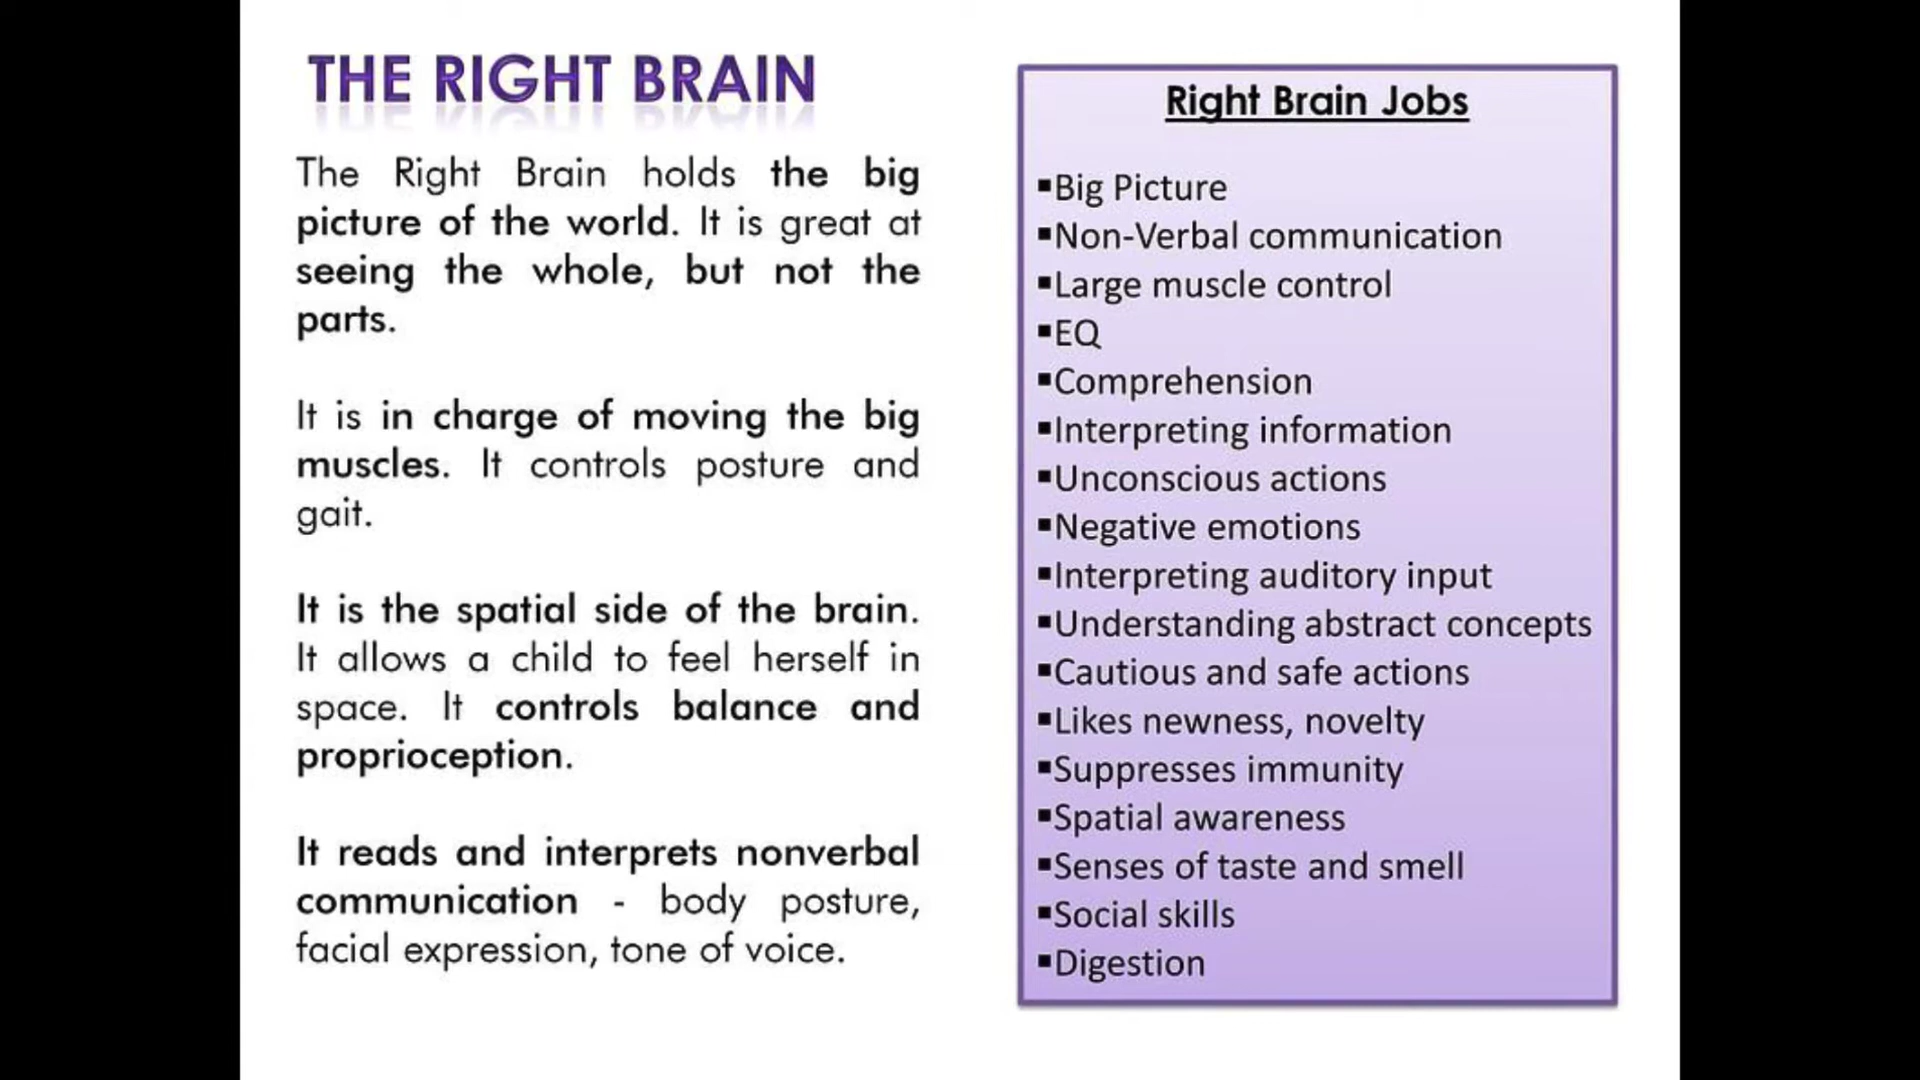 THE RIGHT BRAIN
The Right Brain holds the big
picture of the world. It is great at
seeing the whole, but not the
parts.
It is in charge of moving the big
muscles. It controls posture and
gait.
It is the spatial side of the brain.
It allows a child to feel herself in
space. It controls balance and
proprioception.
It reads and interprets nonverbal
communication - body posture,
facial expression, tone of voice.
Right Brain Jobs
▪Big Picture
▪Non-Verbal communication
▪Large muscle control
▪EQ
▪Comprehension
▪Interpreting information
▪Unconscious actions
▪Negative emotions
▪Interpreting auditory input
▪Understanding abstract concepts
▪Cautious and safe actions
▪Likes newness, novelty
▪Suppresses immunity
▪Spatial awareness
▪Senses of taste and smell
▪Social skills
▪Digestion